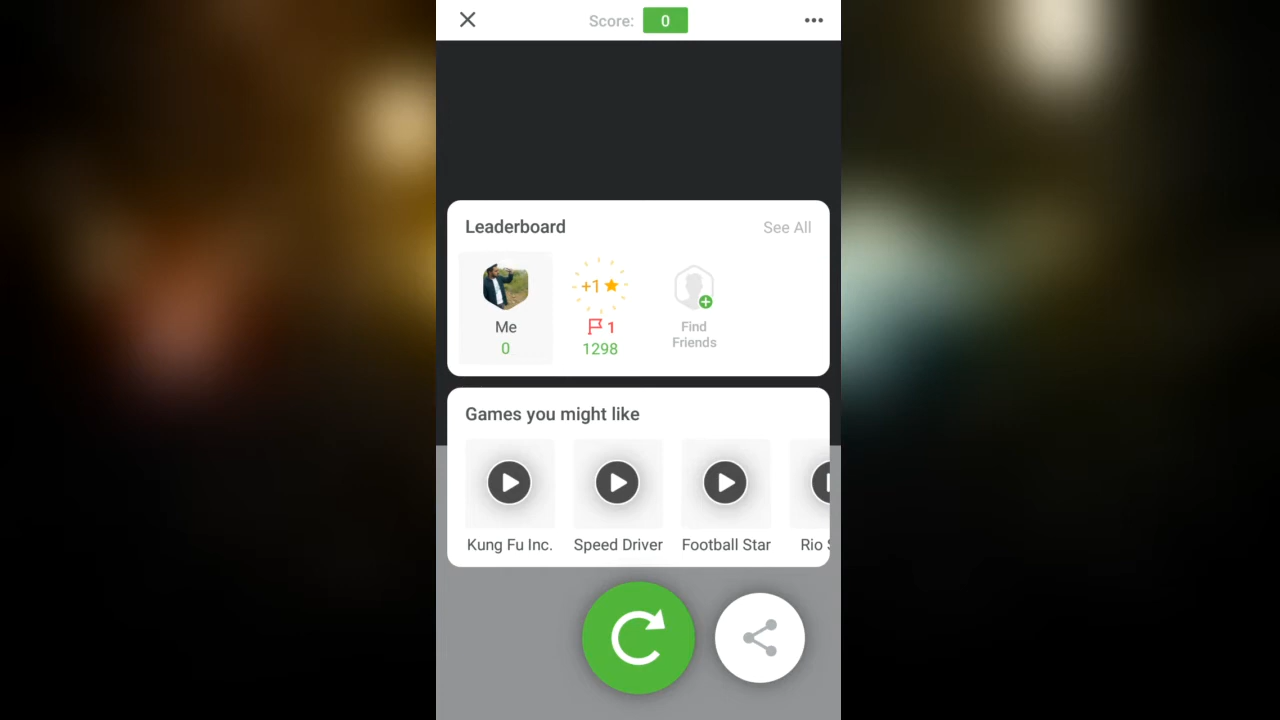 Score: 0
Leaderboard See All
+1
Me 1 Find
0 1298 Friends
Games you might like
Kung Fu Inc. Speed Driver Football Star Rio